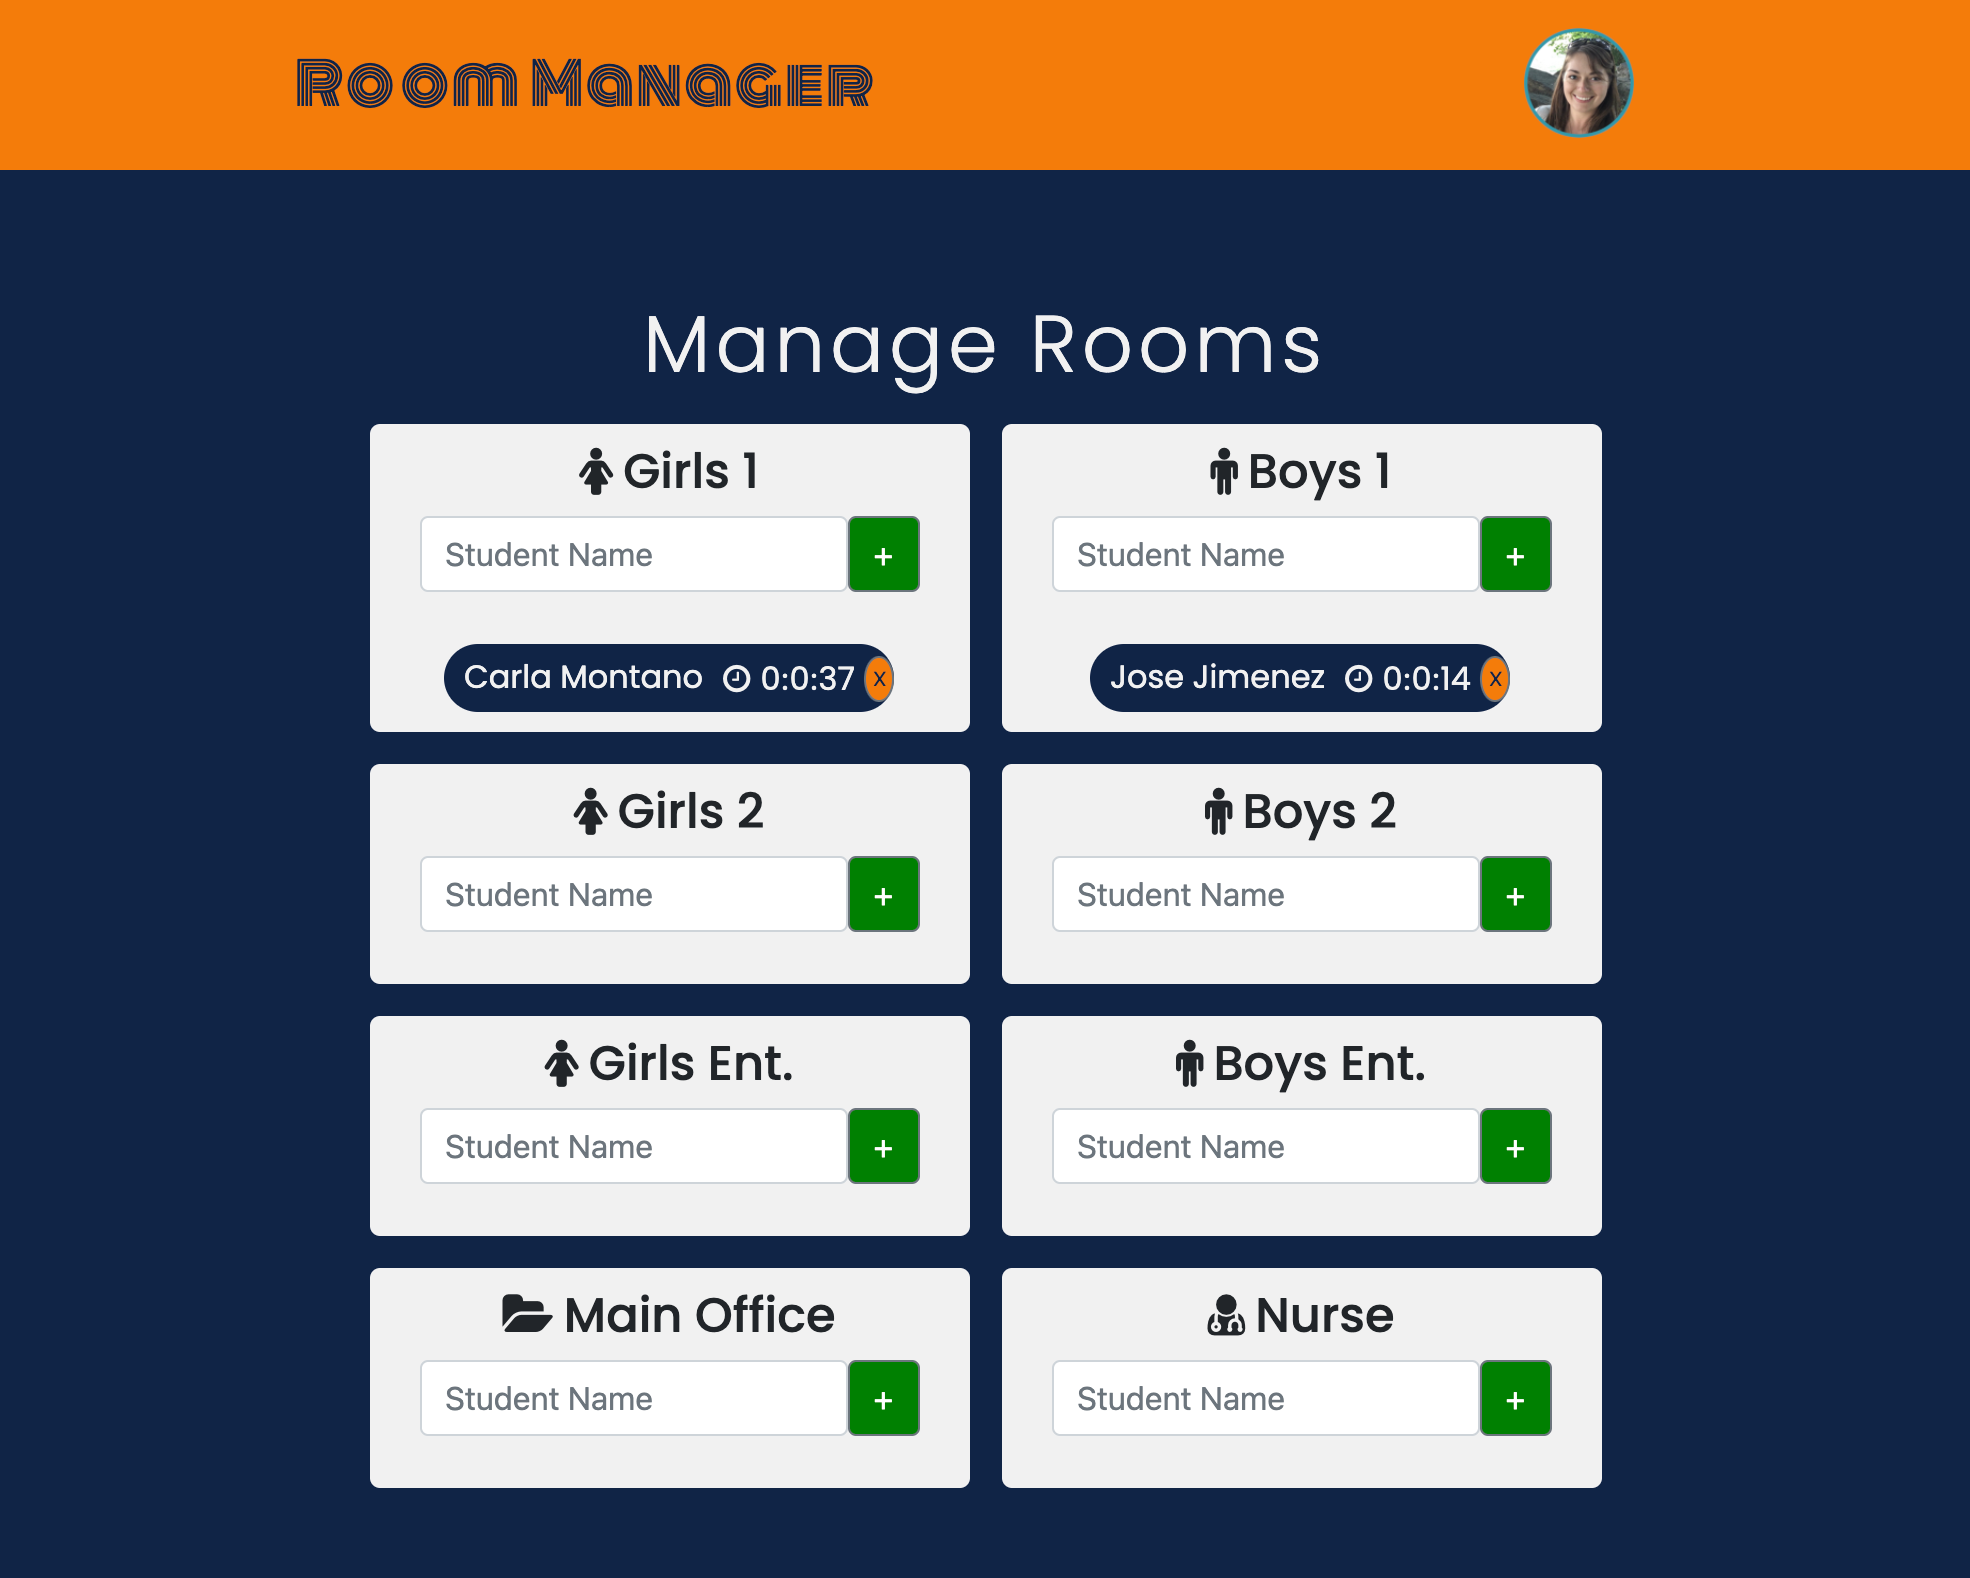 Room Manager
Manage Rooms
Girls 1
Student Name +
Carla Montano 0:0:37 x
Boys 1
Student Name +
Jose Jimenez 0:0:14 x
Girls 2
Student Name +
Boys 2
Student Name +
Girls Ent.
Student Name +
Boys Ent.
Student Name +
Main Office
Student Name +
Nurse
Student Name +